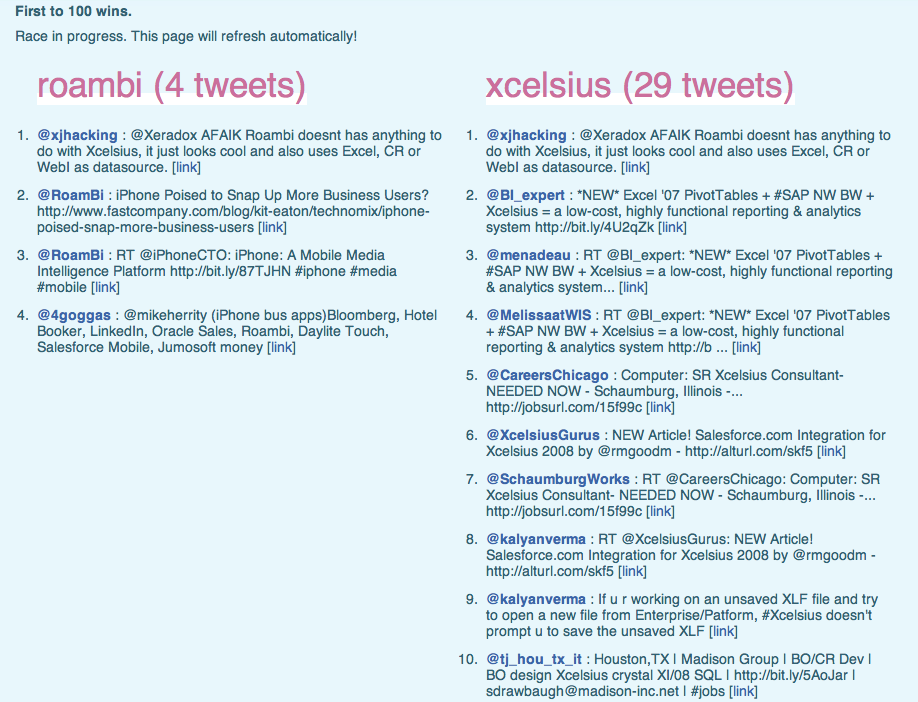 First to 100 wins.
Race in progress. This page will refresh automatically!
roambi (4 tweets)
1. @xjhacking : @Xeradox AFAIK Roambi doesnt has anything to
do with Xcelsius, it just looks cool and also uses Excel, CR or
WebI as datasource. [link]
2. @RoamBi : iPhone Poised to Snap Up More Business Users?
http://www.fastcompany.com/blog/kit-eaton/technomix/iphone-
poised-snap-more-business-users [link]
3. @RoamBi : RT @iPhoneCTO: iPhone: A Mobile Media
Intelligence Platform http://bit.ly/87TJHN #iphone #media
#mobile [link]
4. @4goggas : @mikeherrity (iPhone bus apps)Bloomberg, Hotel
Booker, LinkedIn, Oracle Sales, Roambi, Daylite Touch,
Salesforce Mobile, Jumosoft money [link]
xcelsius (29 tweets)
1. @xjhacking : @Xeradox AFAIK Roambi doesnt has anything to
do with Xcelsius, it just looks cool and also uses Excel, CR or
WebI as datasource. [link]
2. @BI_expert : *NEW* Excel '07 PivotTables + #SAP NW BW +
Xcelsius = a low-cost, highly functional reporting & analytics
system http://bit.ly/4U2qZk [link]
3. @menadeau : RT @BI_expert: *NEW* Excel '07 PivotTables +
#SAP NW BW + Xcelsius = a low-cost, highly functional reporting
& analytics system... [link]
4. @MelissaatWIS : RT @BI_expert: *NEW* Excel '07 PivotTables
+ #SAP NW BW + Xcelsius = a low-cost, highly functional
reporting & analytics system http://b ... [link]
5. @CareersChicago : Computer: SR Xcelsius Consultant-
NEEDED NOW - Schaumburg, Illinois -...
http://jobsurl.com/15f99c [link]
6. @XcelsiusGurus : NEW Article! Salesforce.com Integration for
Xcelsius 2008 by @rmgoodm - http://alturl.com/skf5 [link]
7. @SchaumburgWorks : RT @CareersChicago: Computer: SR
Xcelsius Consultant- NEEDED NOW - Schaumburg, Illinois -...
http://jobsurl.com/15f99c [link]
8. @kalyanverma : RT @XcelsiusGurus: NEW Article!
Salesforce.com Integration for Xcelsius 2008 by @rmgoodm -
http://alturl.com/skf5 [link]
9. @kalyanverma : If u r working on an unsaved XLF file and try
to open a new file from Enterprise/Patform, #Xcelsius doesn't
prompt u to save the unsaved XLF [link]
10. @tj_hou_tx_it : Houston,TX | Madison Group | BO/CR Dev |
BO design Xcelsius crystal XI/08 SQL | http://bit.ly/5AoJar |
sdrawbaugh@madison-inc.net | #jobs [link]